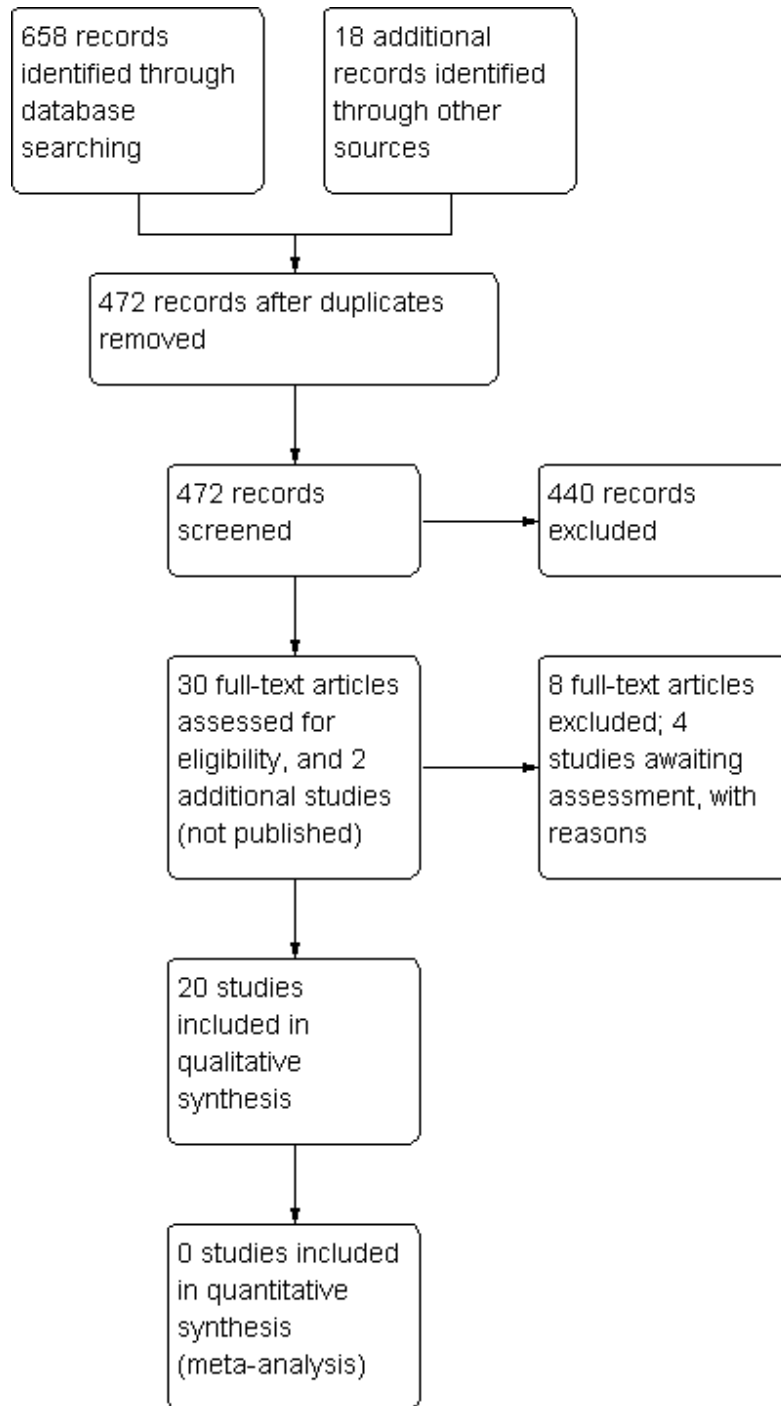 658 records
identified through
database
searching
18 additional
records identified
through other
sources
472 records after duplicates
removed
472 records
screened
440 records
excluded
30 full-text articles
assessed for
eligibility, and 2
additional studies
(not published)
8 full-text articles
excluded; 4
studies awaiting
assessment, with
reasons
20 studies
included in
qualitative
synthesis
0 studies included
in quantitative
synthesis
(meta-analysis)